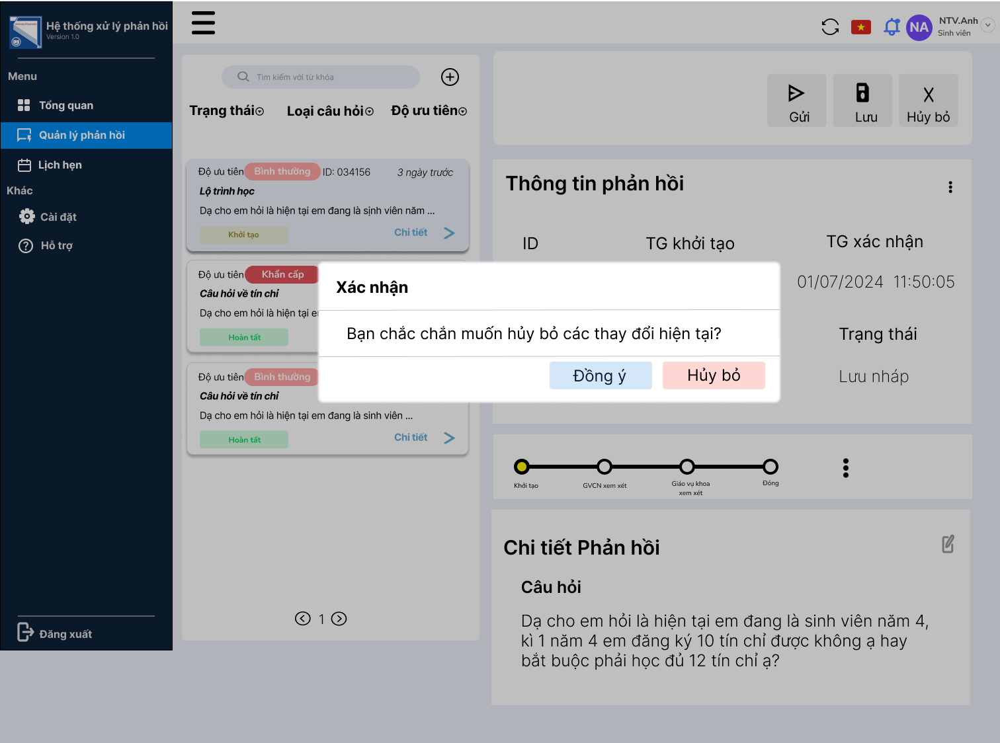 Hệ thống xử lý phản hồi
Version 1.0
Menu
Tổng quan
Quản lý phản hồi
Lịch hẹn
Khác
Cài đặt
Hỗ trợ
Đăng xuất
NA
NTV.Anh
Sinh viên
Tìm kiếm với từ khóa
Trạng thái
Loại câu hỏi
Độ ưu tiên
Độ ưu tiên Bình thường ID: 034156 3 ngày trước
Lộ trình học
Dạ cho em hỏi là hiện tại em đang là sinh viên năm ...
Khởi tạo
Chi tiết
Độ ưu tiên Khẩn cấp
Câu hỏi về tín chỉ
Dạ cho em hỏi là hiện tại e
Hoàn tất
Độ ưu tiên Bình thường
Câu hỏi về tín chỉ
Dạ cho em hỏi là hiện tại em đang là sinh viên ...
Hoàn tất
Chi tiết
1
Gửi
Lưu
Hủy bỏ
Thông tin phản hồi
ID
TG khởi tạo
TG xác nhận
01/07/2024 11:50:05
Trạng thái
Lưu nháp
Xác nhận
Bạn chắc chắn muốn hủy bỏ các thay đổi hiện tại?
Đồng ý
Hủy bỏ
Khởi tạo
GVCN xem xét
Giáo vụ khoa
xem xét
Đóng
Chi tiết Phản hồi
Câu hỏi
Dạ cho em hỏi là hiện tại em đang là sinh viên năm 4,
kì 1 năm 4 em đăng ký 10 tín chỉ được không ạ hay
bắt buộc phải học đủ 12 tín chỉ ạ?